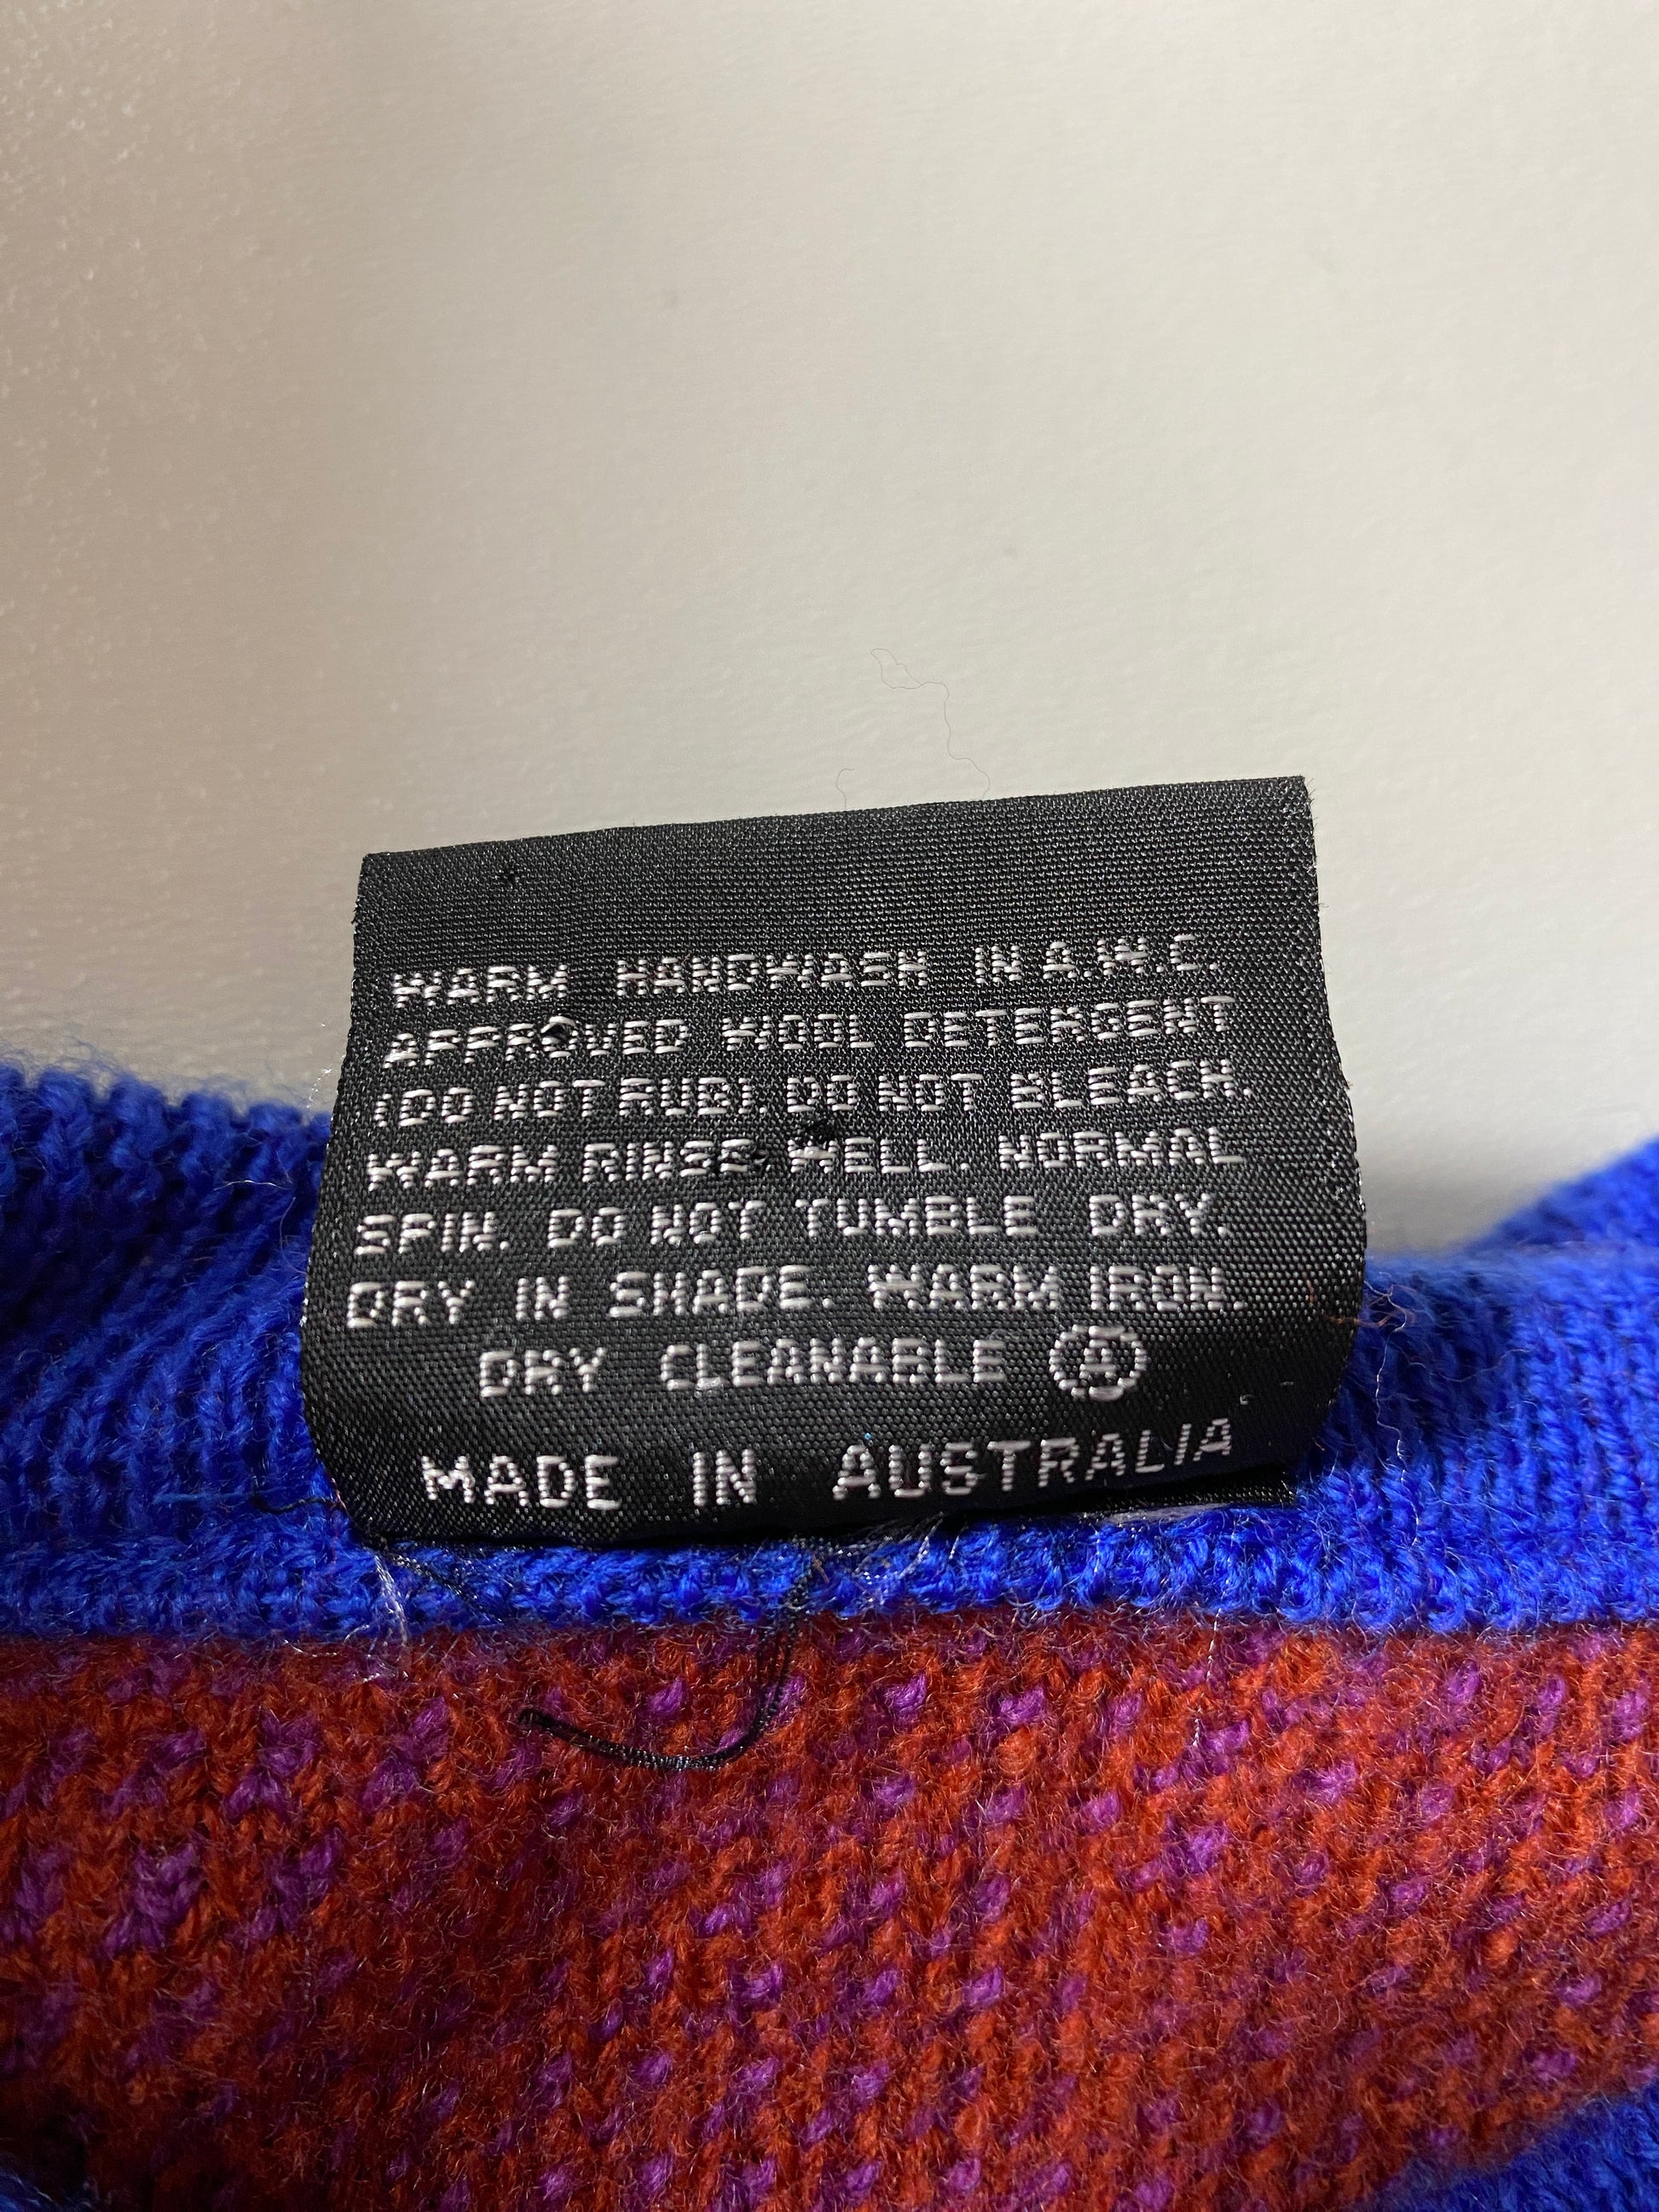 WARM HANDWASH IN A.W.C.
APPROVED WOOL DETERGENT
(DO NOT RUB). DO NOT BLEACH.
WARM RINSE WELL. NORMAL
SPIN. DO NOT TUMBLE DRY.
DRY IN SHADE. WARM IRON.
DRY CLEANABLE Ⓐ
MADE IN AUSTRALIA